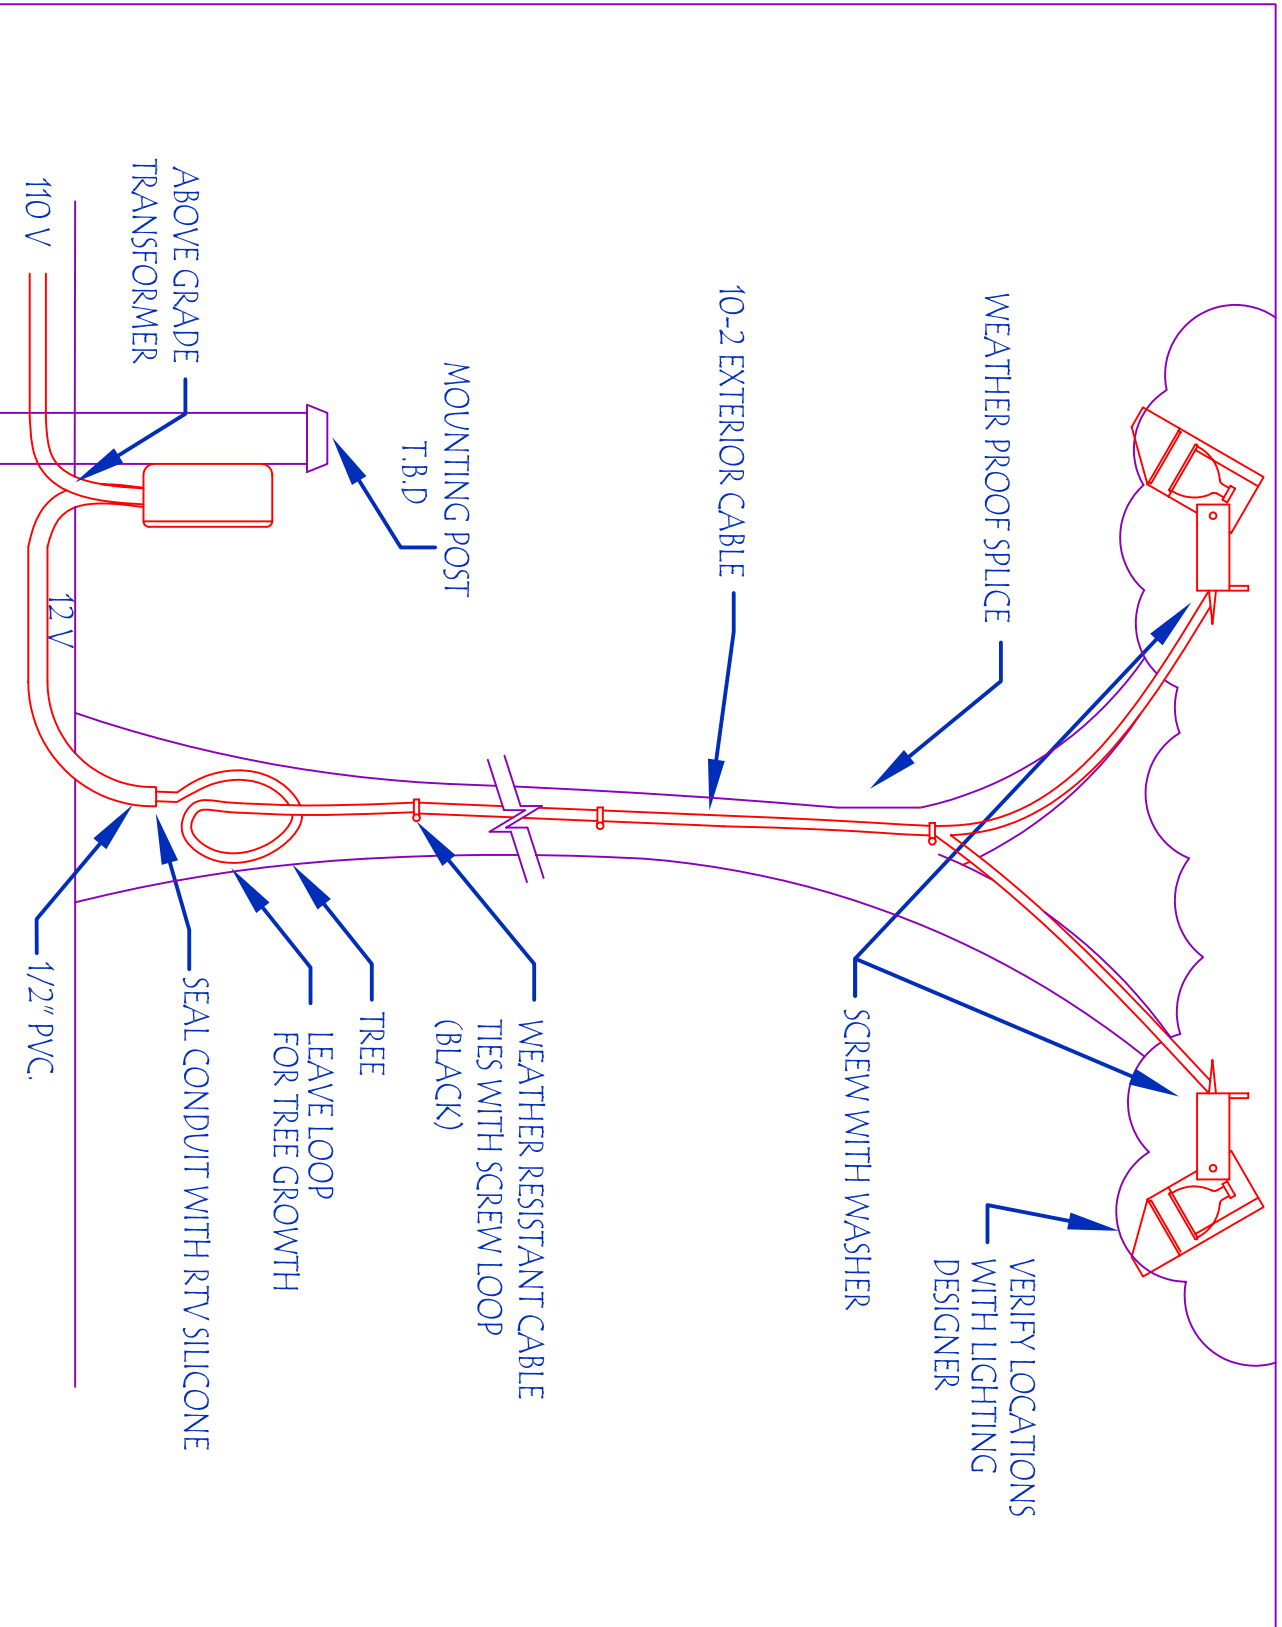 WEATHER PROOF SPLICE
10-2 EXTERIOR CABLE
MOUNTING POST
T.B.D
ABOVE GRADE
TRANSFORMER
110 V
12 V
VERIFY LOCATIONS
WITH LIGHTING
DESIGNER
SCREW WITH WASHER
WEATHER RESISTANT CABLE
TIES WITH SCREW LOOP
(BLACK)
TREE
LEAVE LOOP
FOR TREE GROWTH
SEAL CONDUIT WITH RTV SILICONE
1/2" PVC.